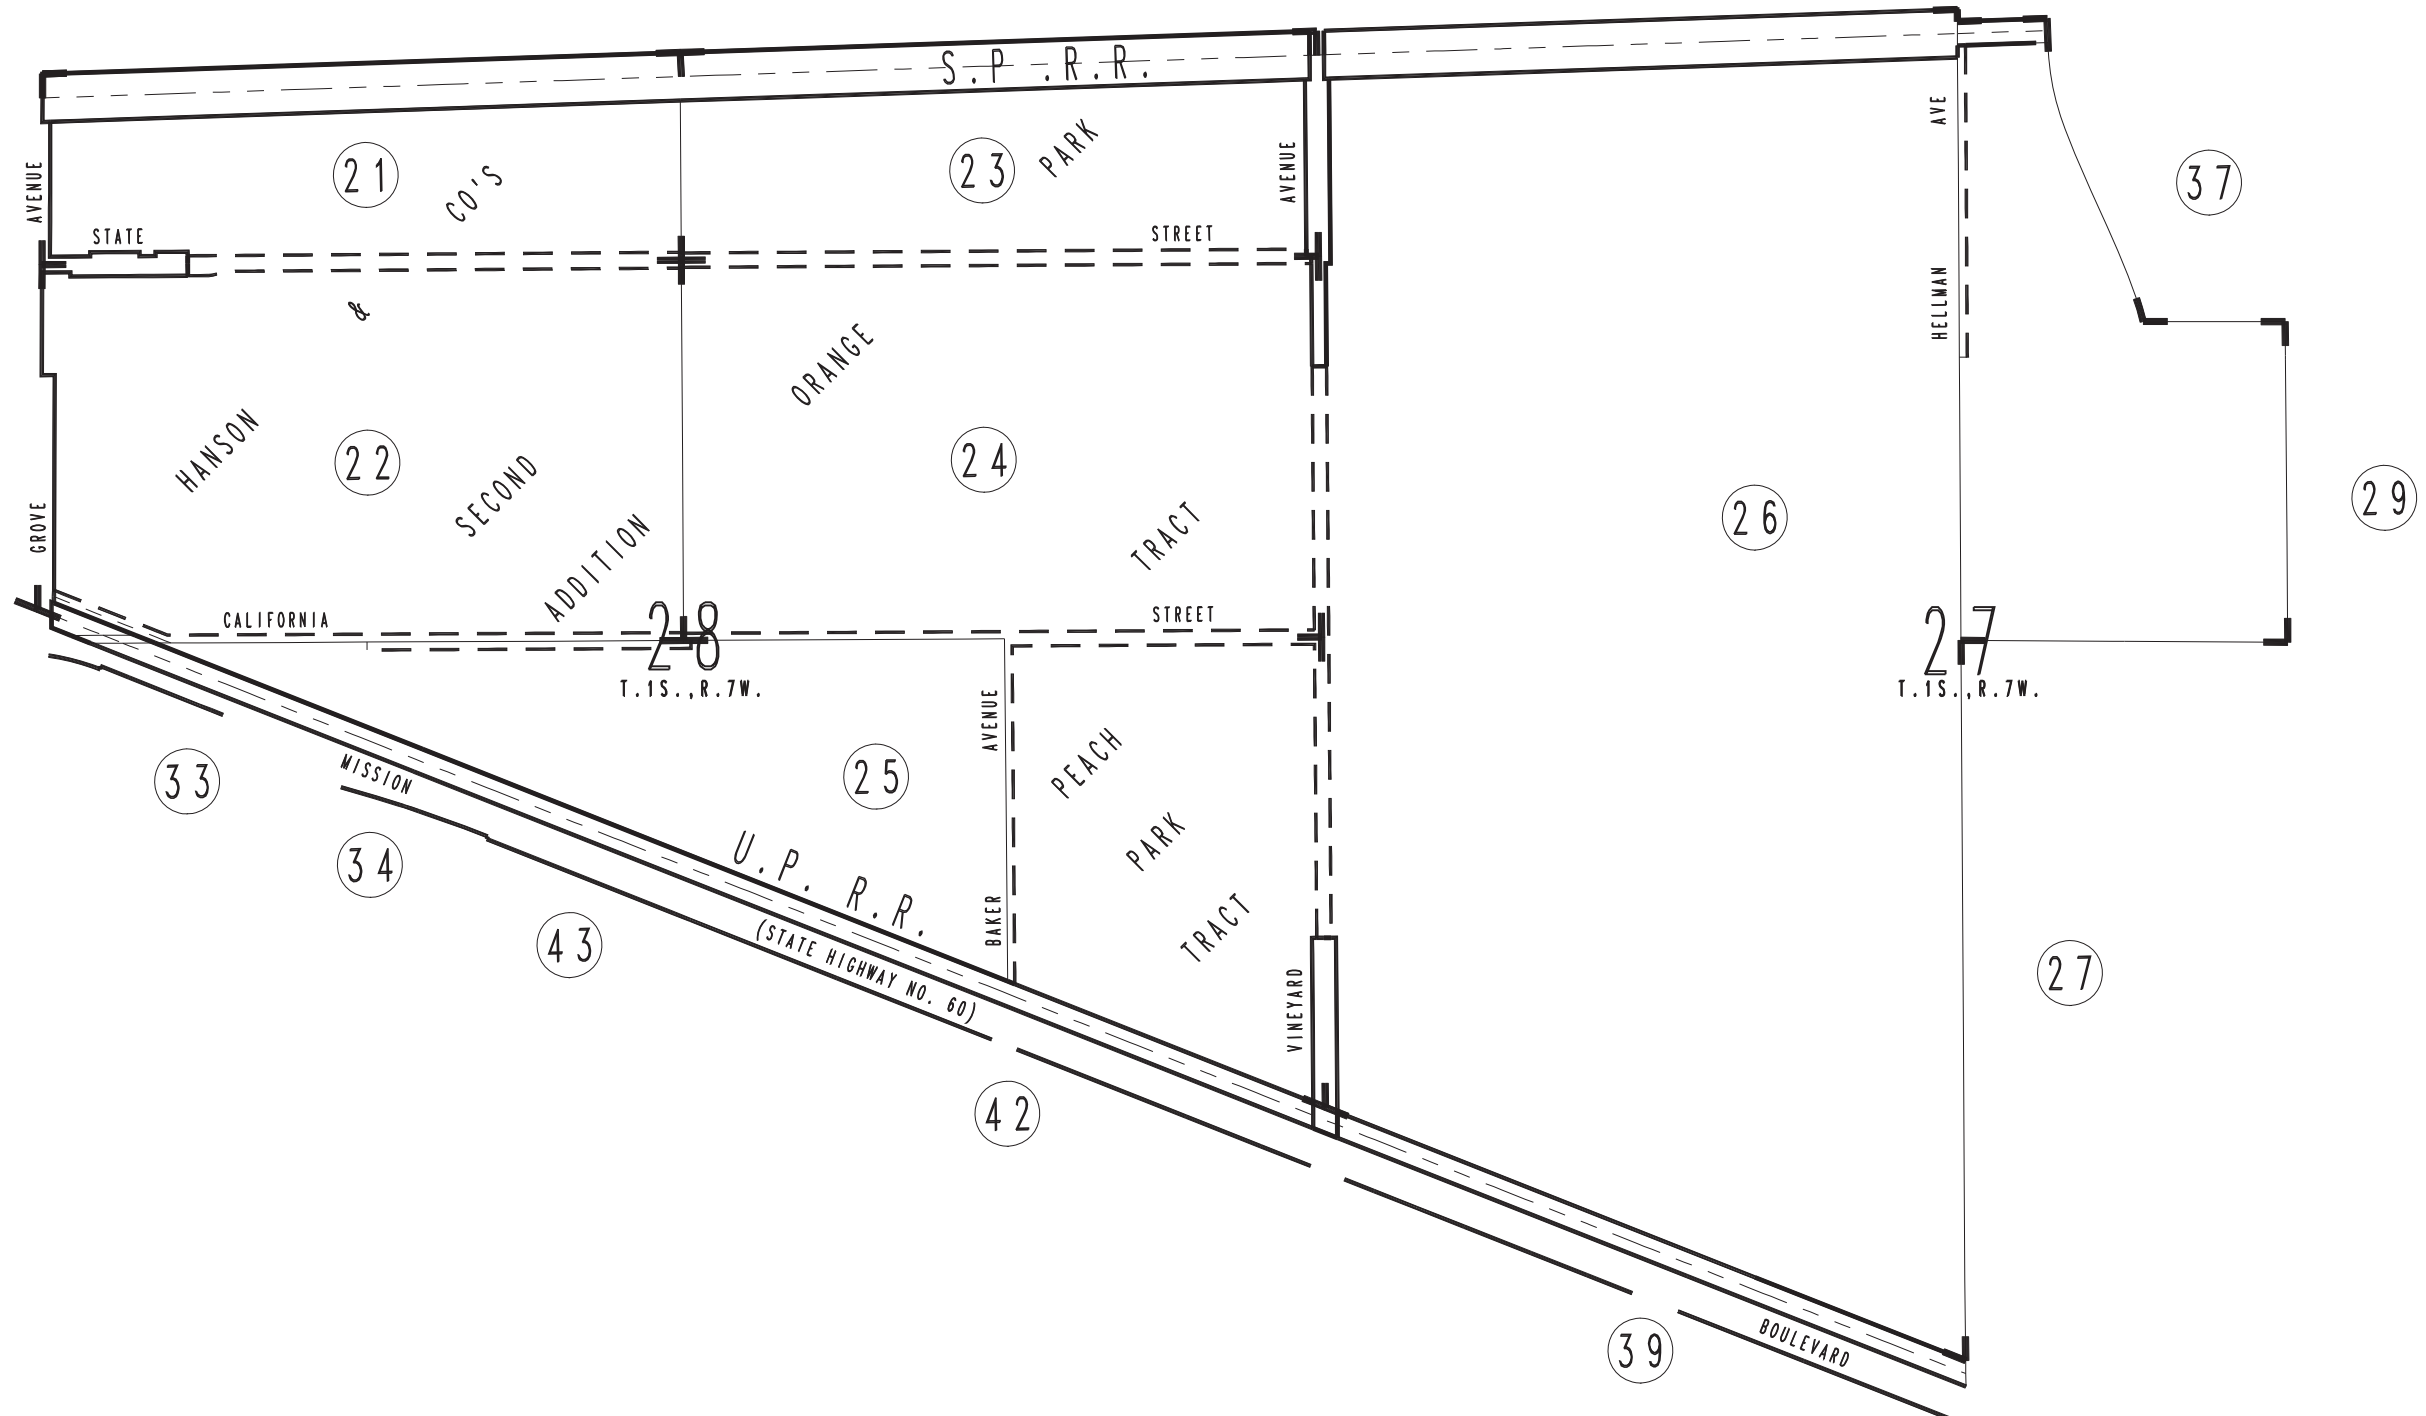 S.P .R.R.
AVENUE
21
CO'S
23
PARK
AVENUE
AVE
37
STATE
STREET
&
HELLMAN
ORANGE
HANSON
22
SECOND
24
TRACT
26
29
GROVE
ADDITION
CALIFORNIA
STREET
28
T.1S.,R.7W.
27
T.1S.,R.7W.
AVENUE
PEACH
33
MISSION
25
34
U.P. R.R.
PARK
43
(STATE HIGHWAY NO. 60)
BAKER
TRACT
VINEYARD
27
42
39
BOULEVARD